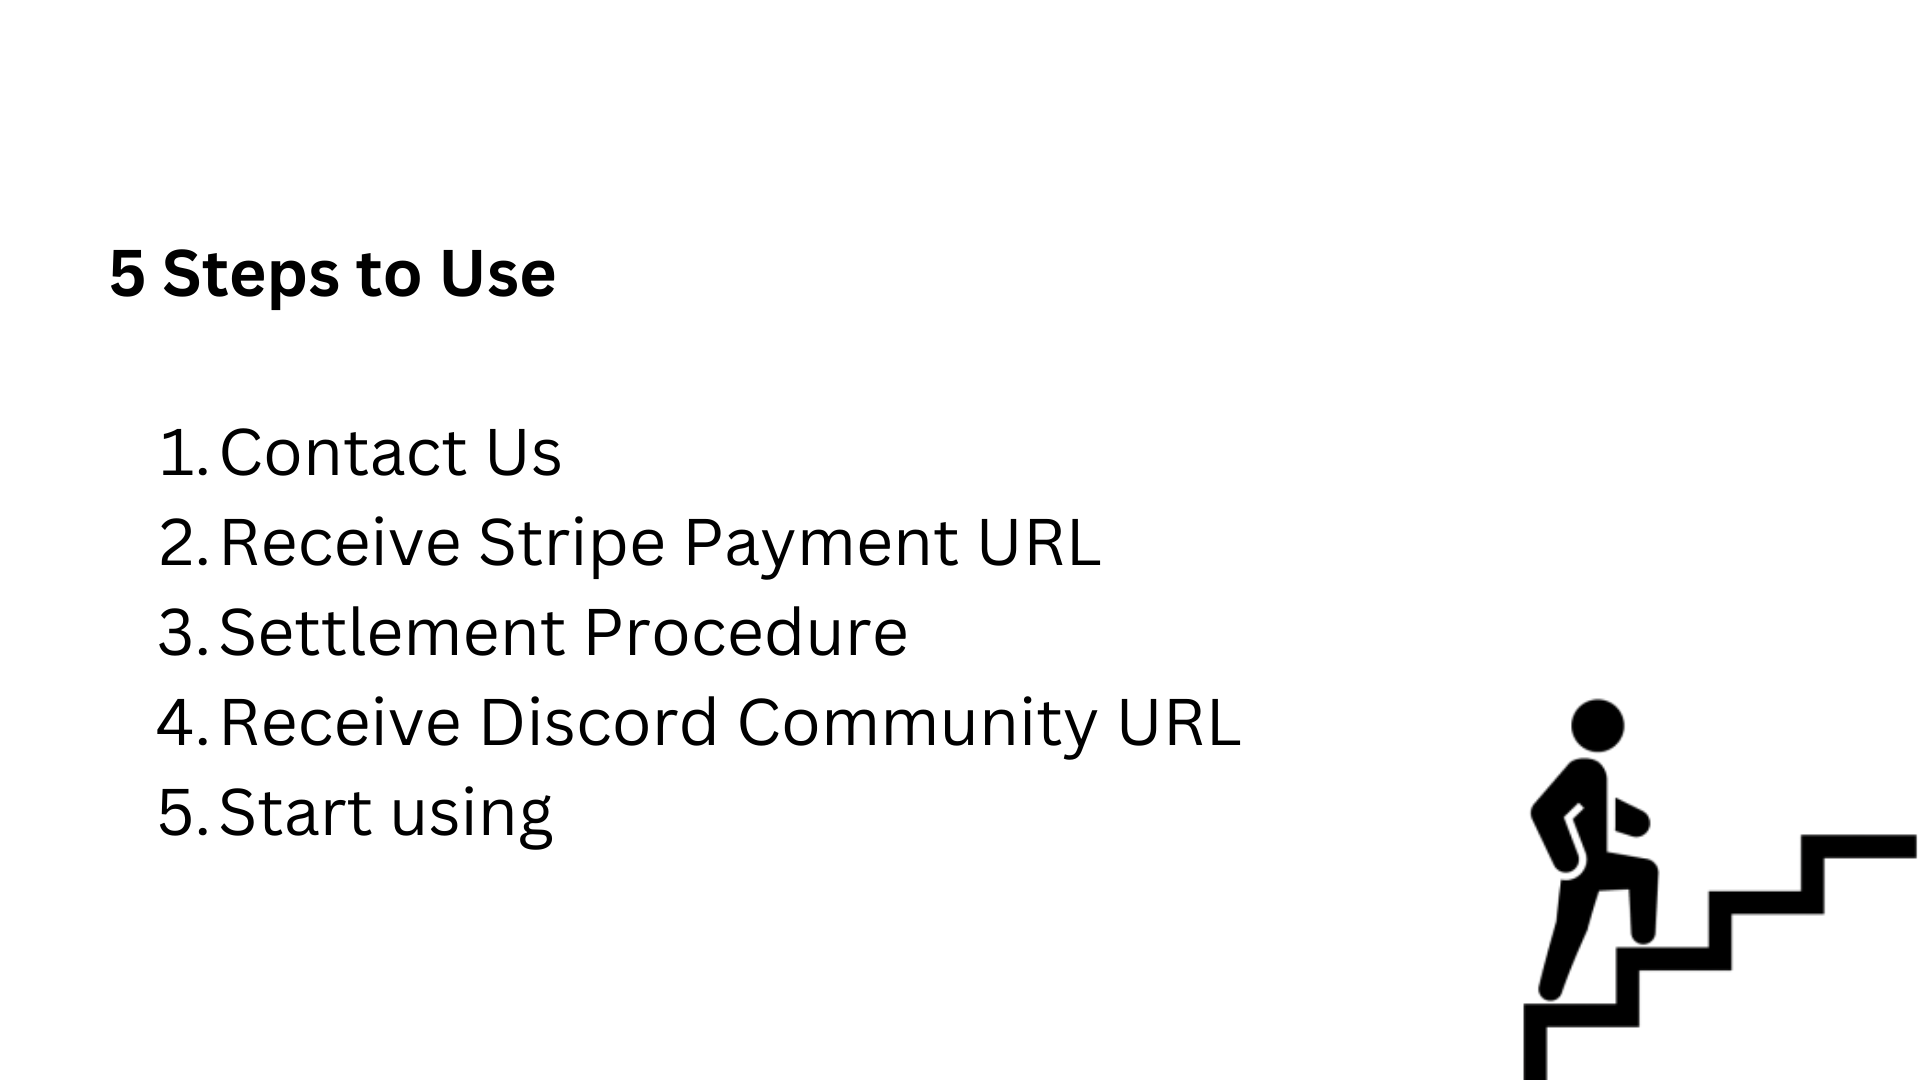 5 Steps to Use
1. Contact Us
2. Receive Stripe Payment URL
3. Settlement Procedure
4. Receive Discord Community URL
5. Start using